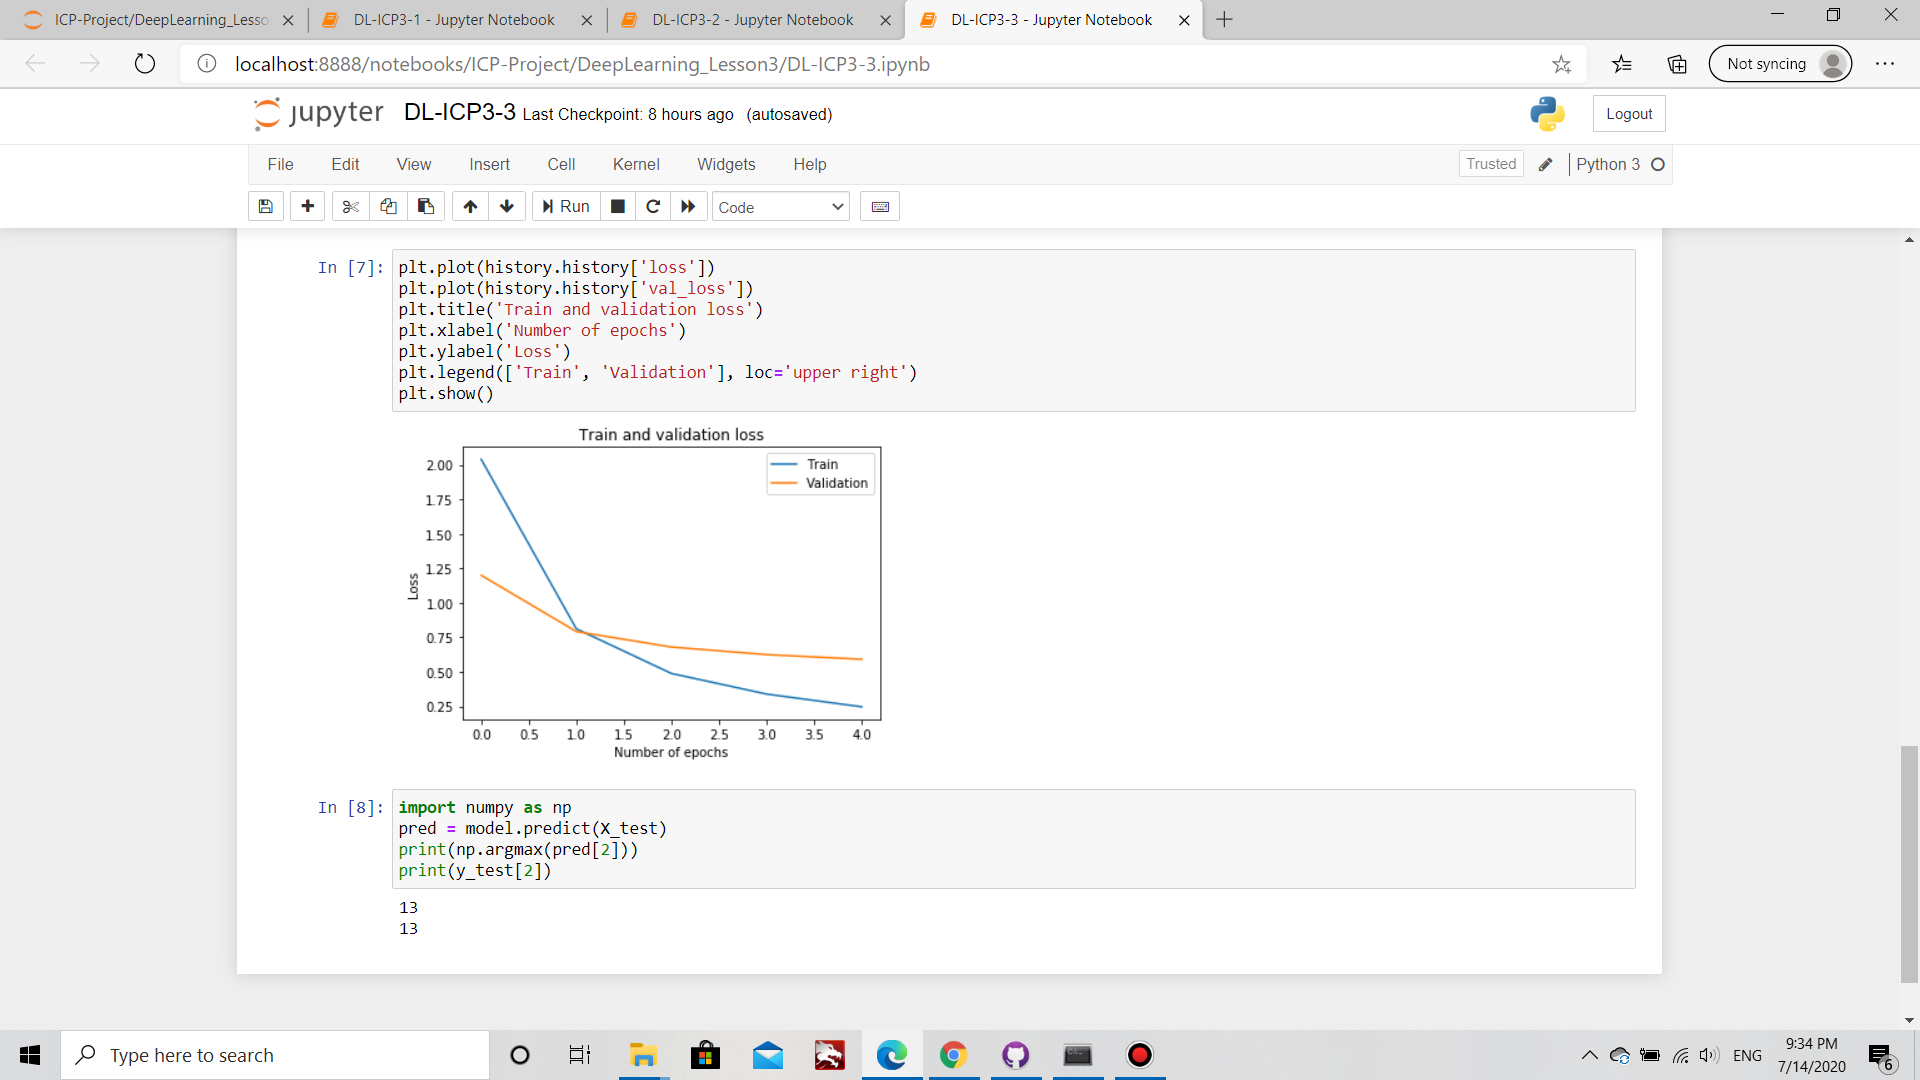 ICP-Project/DeepLearning_Lesso
DL-ICP3-1 - Jupyter Notebook
DL-ICP3-2 - Jupyter Notebook
DL-ICP3-3 - Jupyter Notebook
localhost:8888/notebooks/ICP-Project/DeepLearning_Lesson3/DL-ICP3-3.ipynb
Not syncing
jupyter DL-ICP3-3 Last Checkpoint: 8 hours ago (autosaved)
Logout
File Edit View Insert Cell Kernel Widgets Help
Trusted
Python 3
Run
Code
In [7]:
plt.plot(history.history['loss'])
plt.plot(history.history['val_loss'])
plt.title('Train and validation loss')
plt.xlabel('Number of epochs')
plt.ylabel('Loss')
plt.legend(['Train', 'Validation'], loc='upper right')
plt.show()
Train and validation loss
Train
Validation
2.00
1.75
1.50
1.25
1.00
0.75
0.50
0.25
Loss
0.0 0.5 1.0 1.5 2.0 2.5 3.0 3.5 4.0
Number of epochs
In [8]:
import numpy as np
pred = model.predict(X_test)
print(np.argmax(pred[2]))
print(y_test[2])
13
13
Type here to search
ENG
9:34 PM
7/14/2020
6